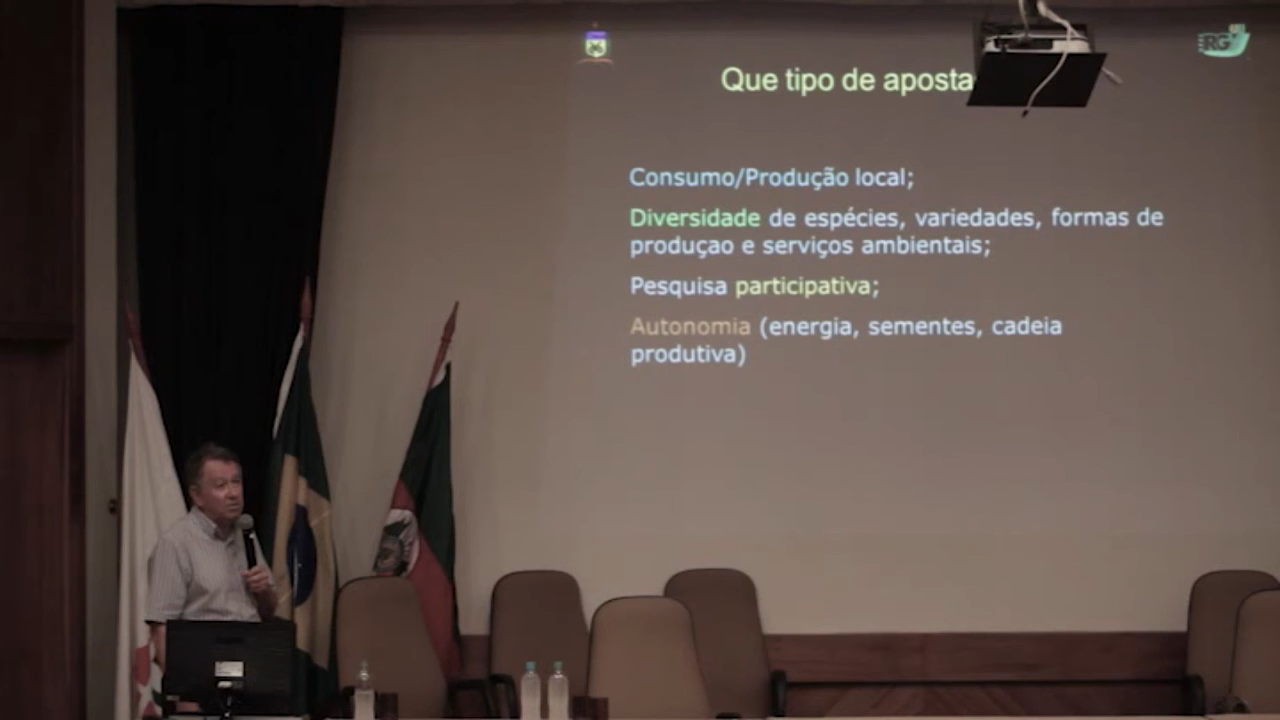 Que tipo de aposta
Consumo/Produção local;
Diversidade de espécies, variedades, formas de
produçao e serviços ambientais;
Pesquisa participativa;
Autonomia (energia, sementes, cadeia
produtiva)